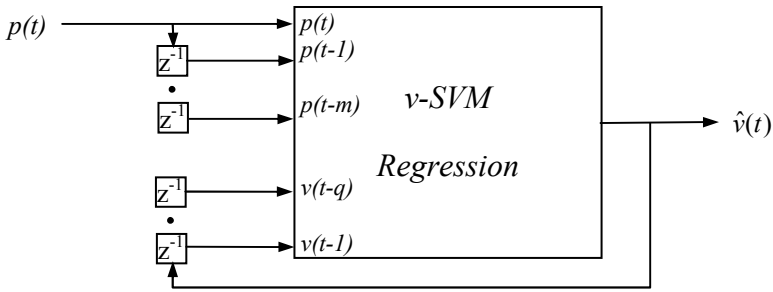 p(t)
p(t)
z⁻¹
p(t-1)
z⁻¹
p(t-m)
v-SVM
Regression
v̂(t)
z⁻¹
v(t-q)
z⁻¹
v(t-1)